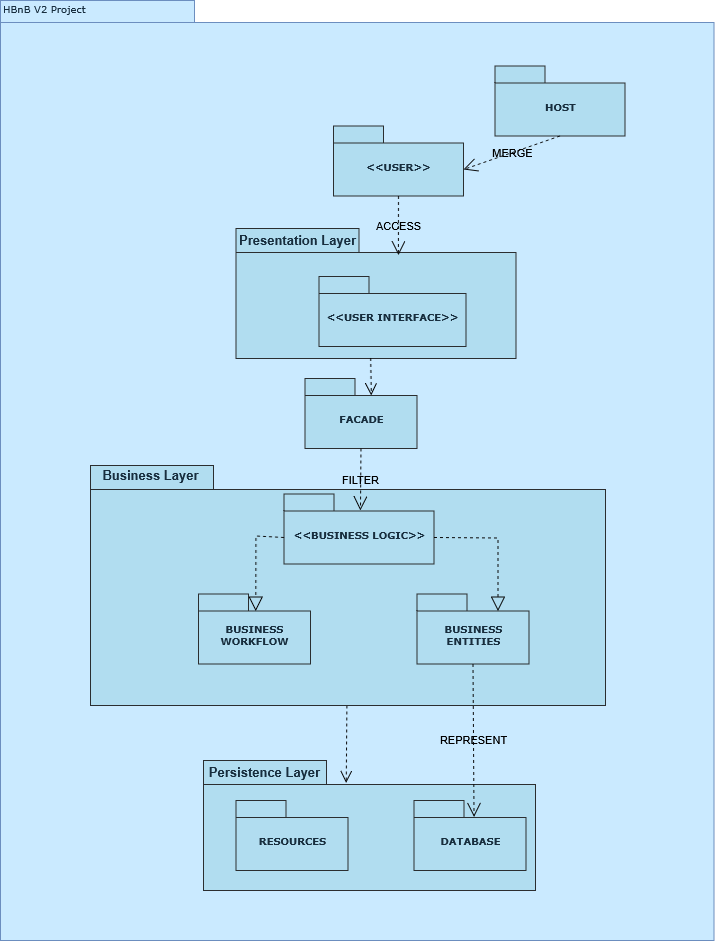 HBnB V2 Project
HOST
MERGE
<<USER>>
ACCESS
Presentation Layer
<<USER INTERFACE>>
FACADE
FILTER
Business Layer
<<BUSINESS LOGIC>>
BUSINESS
WORKFLOW
BUSINESS
ENTITIES
REPRESENT
Persistence Layer
RESOURCES
DATABASE